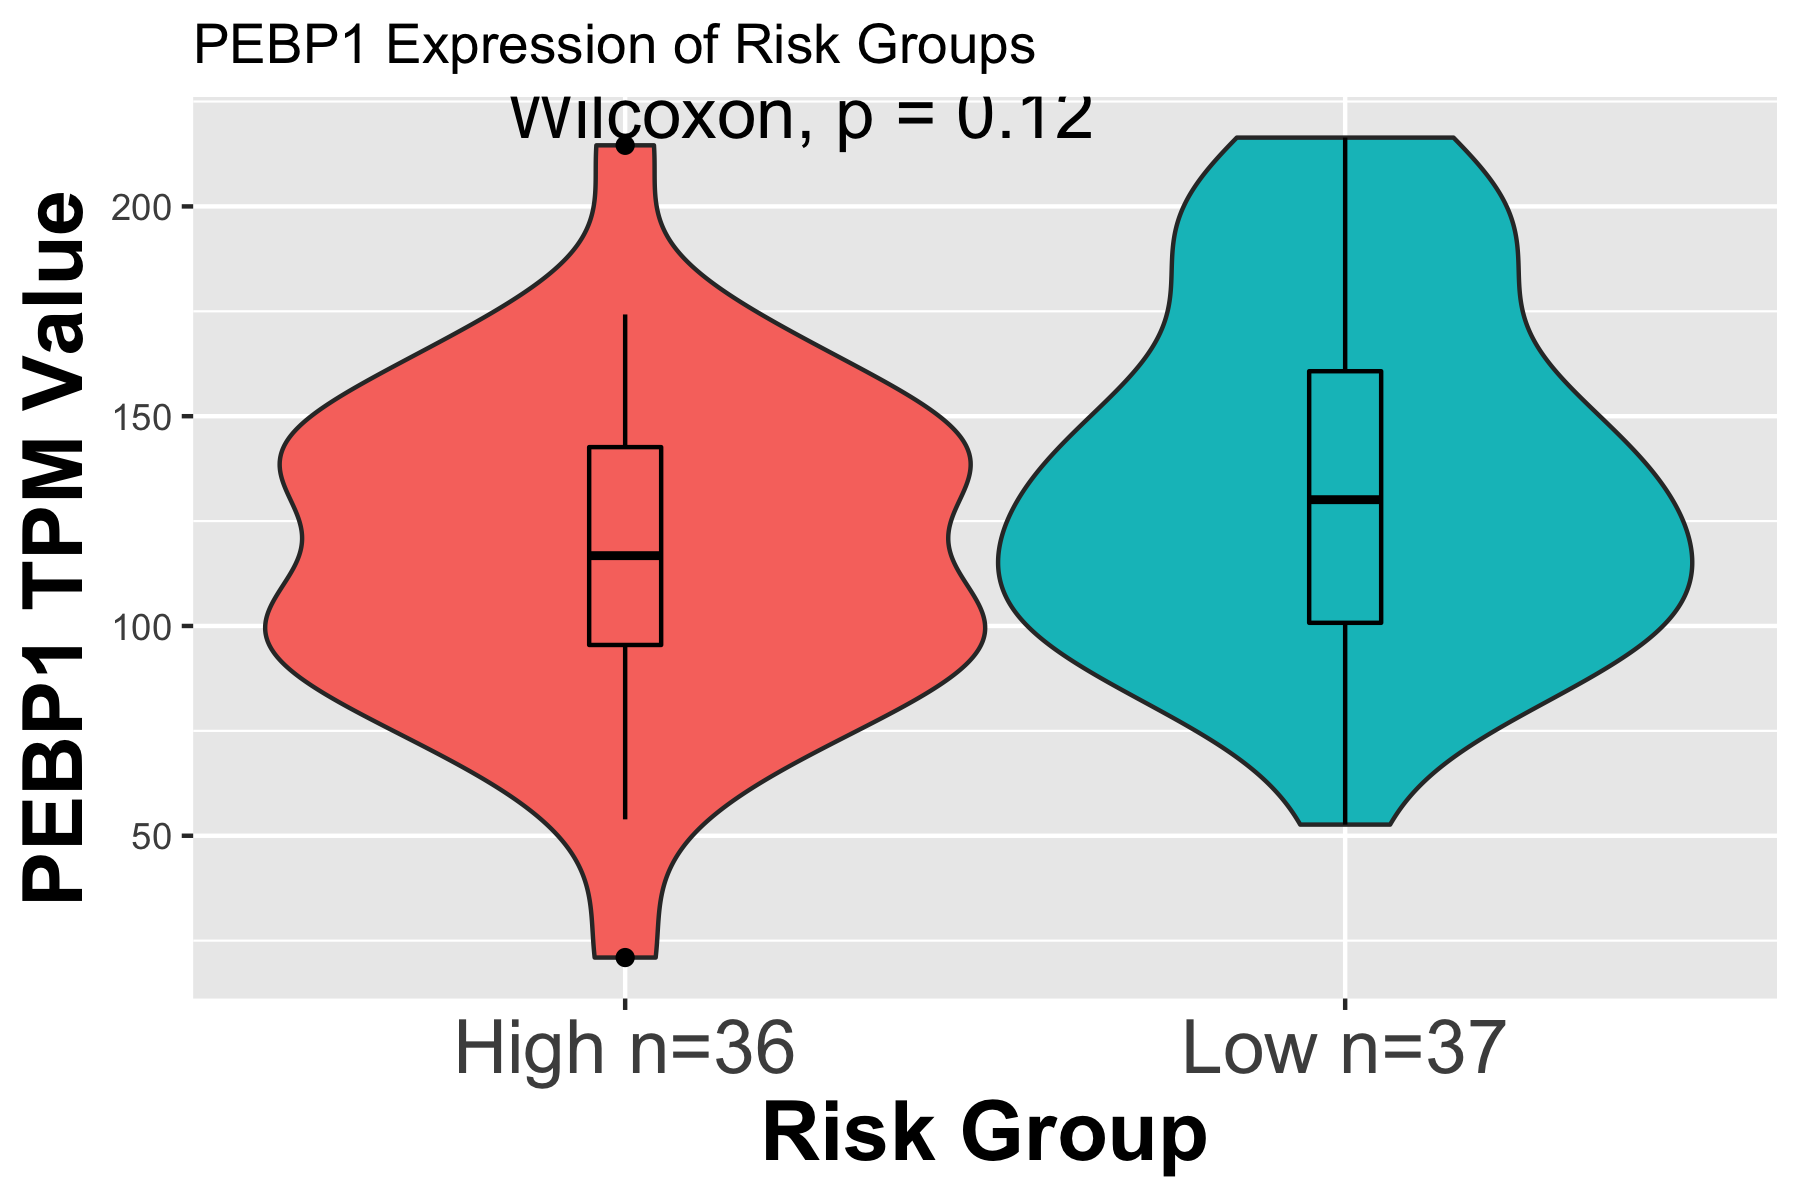 PEBP1 Expression of Risk Groups
Wilcoxon, p = 0.12
PEBP1 TPM Value
200
150
100
50
High n=36
Low n=37
Risk Group